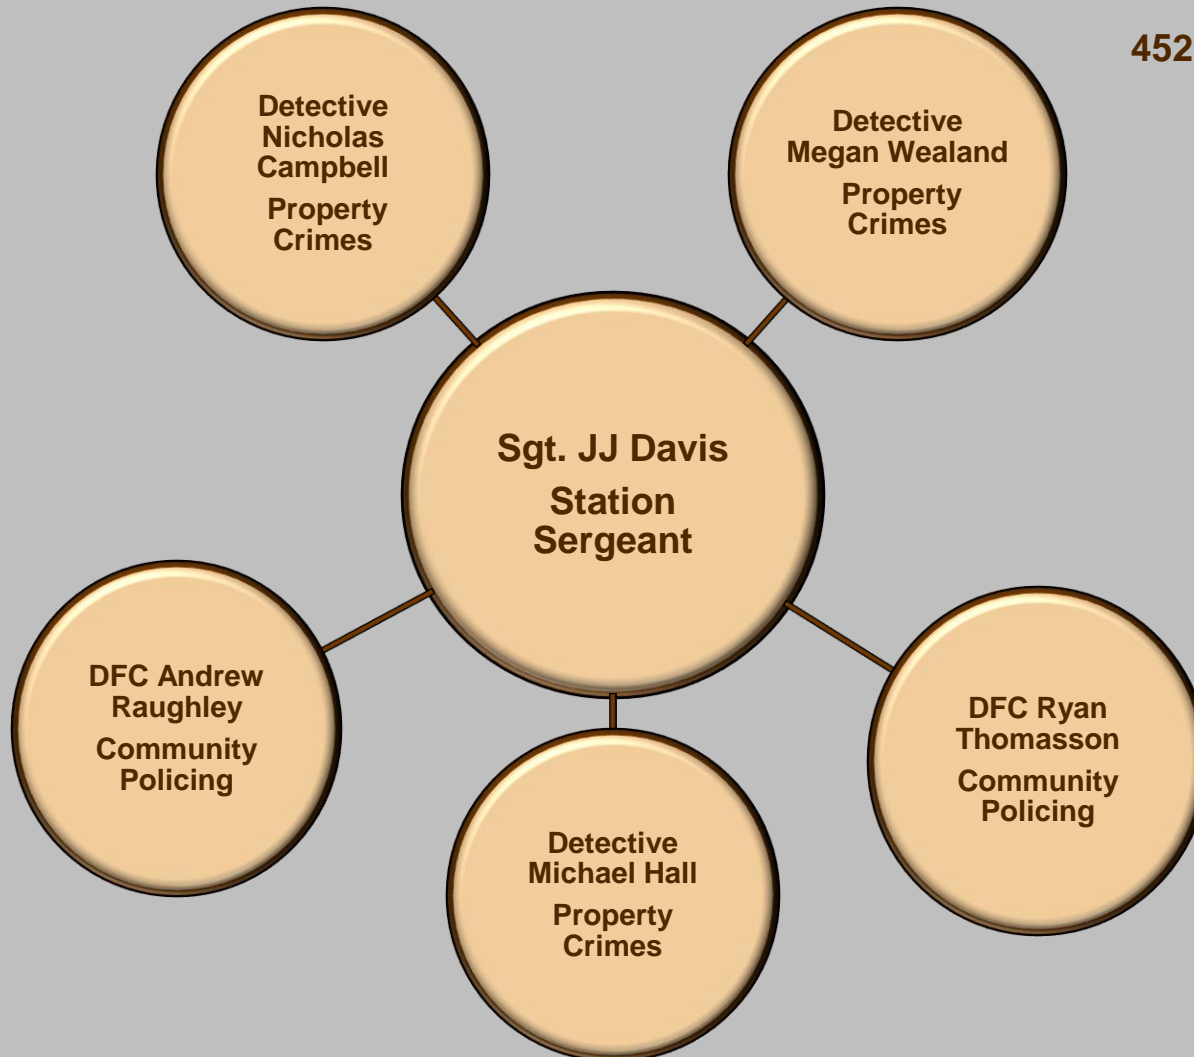 452
Detective
Nicholas
Campbell
Property
Crimes
Detective
Megan Wealand
Property
Crimes
Sgt. JJ Davis
Station
Sergeant
DFC Andrew
Raughley
Community
Policing
DFC Ryan
Thomasson
Community
Policing
Detective
Michael Hall
Property
Crimes